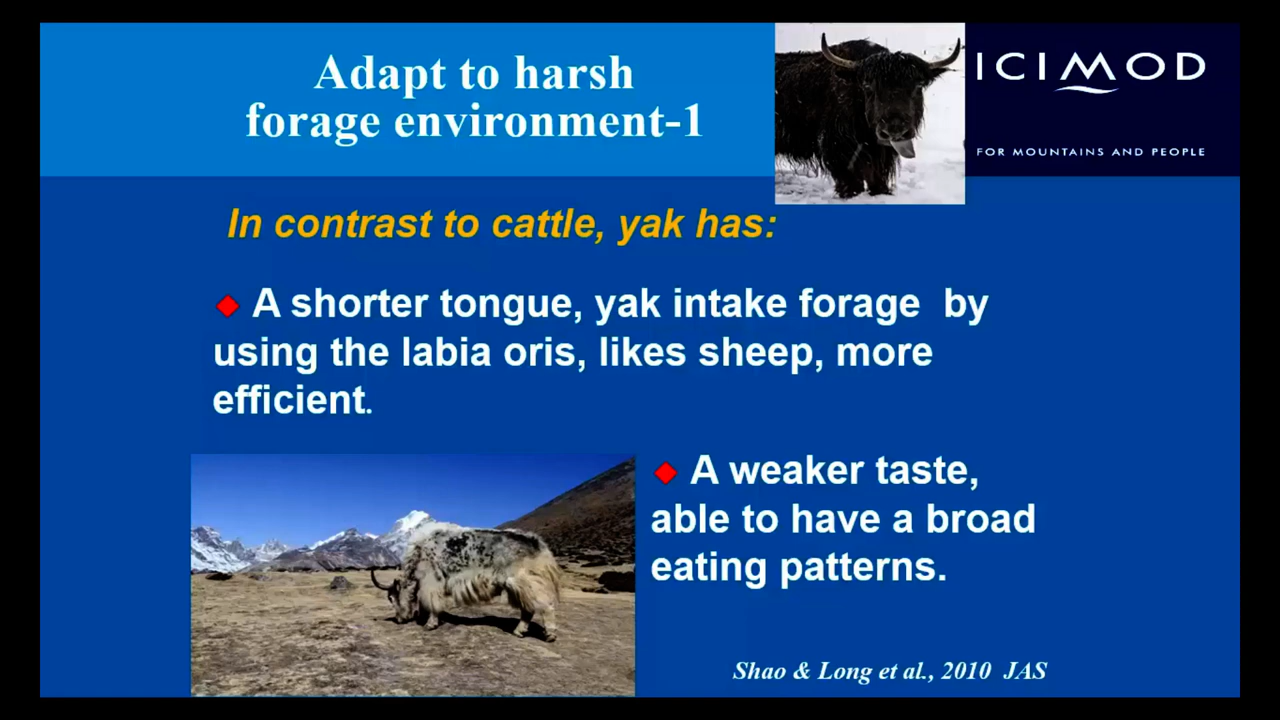 Adapt to harsh
forage environment-1
ICIMOD
FOR MOUNTAINS AND PEOPLE
In contrast to cattle, yak has:
A shorter tongue, yak intake forage by
using the labia oris, likes sheep, more
efficient.
A weaker taste,
able to have a broad
eating patterns.
Shao & Long et al., 2010 JAS